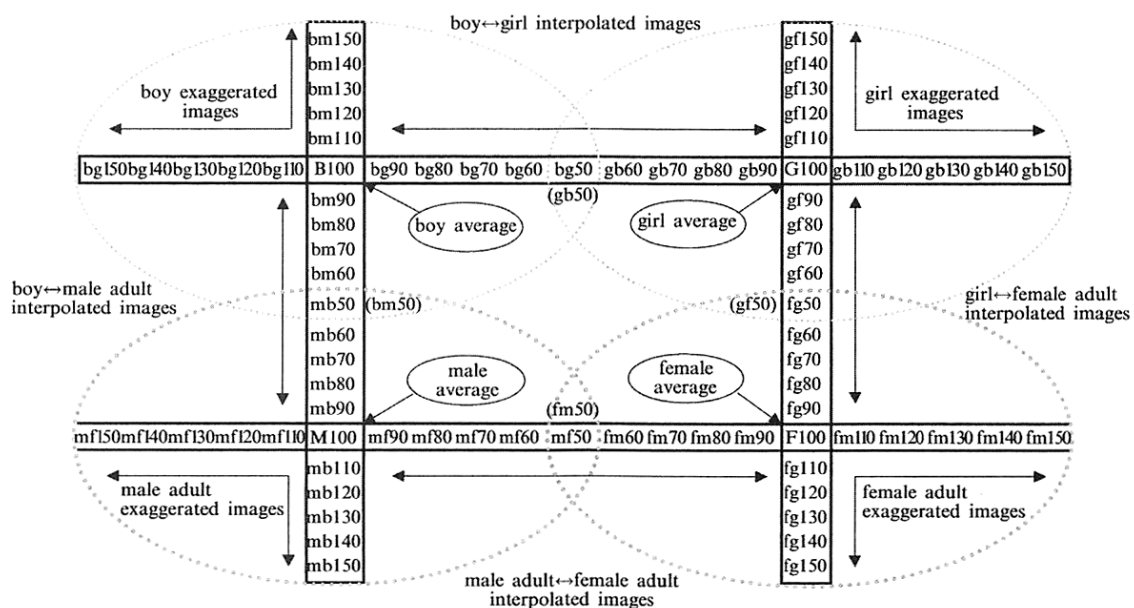 boy↔girl interpolated images
bm150 gf150
bm140 gf140
boy exaggerated images bm130 gf130 girl exaggerated images
bm120 gf120
bm110 gf110
bg150 bg140 bg130 bg120 bg110 B100 bg90 bg80 bg70 bg60 bg50 gb60 gb70 gb80 gb90 G100 gb110 gb120 gb130 gb140 gb150
bm90 (gb50) gf90
bm80 boy average girl average gf80
bm70 gf70
bm60 gf60
boy↔male adult interpolated images mb50 (bm50) (gf50) fg50 girl↔female adult interpolated images
mb60 fg60
mb70 fg70
mb80 male average female average fg80
mb90 (fm50) fg90
mf150 mf140 mf130 mf120 mf110 M100 mf90 mf80 mf70 mf60 mf50 fm60 fm70 fm80 fm90 F100 fm110 fm120 fm130 fm140 fm150
mb110 fg110
male adult exaggerated images mb120 fg120 female adult exaggerated images
mb130 fg130
mb140 fg140
mb150 fg150
male adult↔female adult
interpolated images